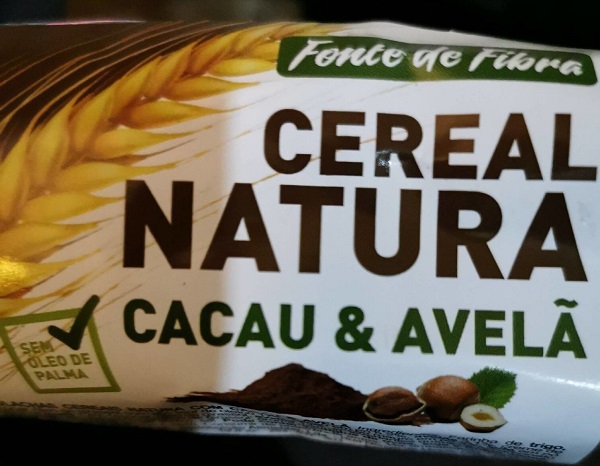 Fonte de Fibra
CEREAL
NATURA
CACAU & AVELÃ
SEM
ÓLEO DE
PALMA